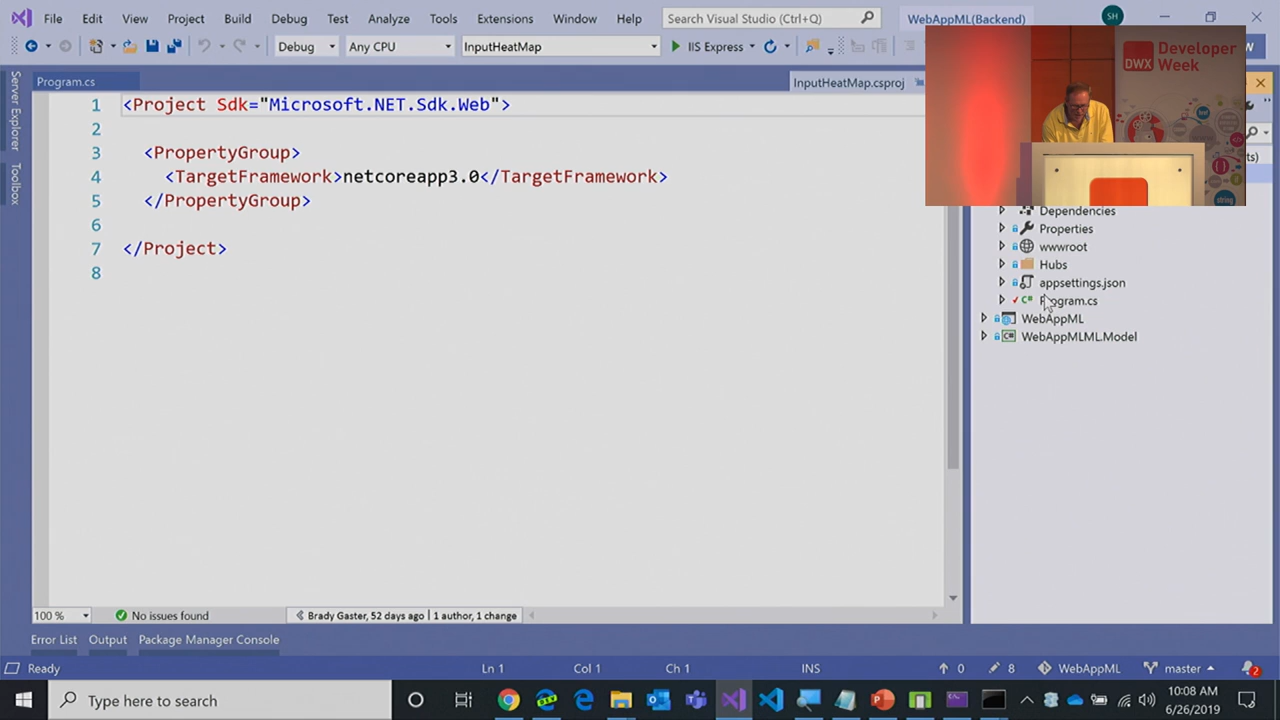 File Edit View Project Build Debug Test Analyze Tools Extensions Window Help Search Visual Studio (Ctrl+Q) WebAppML(Backend) SH
Debug Any CPU InputHeatMap IIS Express
DWX Developer
Week
Program.cs InputHeatMap.csproj
Server Explorer
Toolbox
1 <Project Sdk="Microsoft.NET.Sdk.Web">
2
3 <PropertyGroup>
4 <TargetFramework>netcoreapp3.0</TargetFramework>
5 </PropertyGroup>
6
7 </Project>
8
Dependencies
Properties
wwwroot
Hubs
appsettings.json
Program.cs
WebAppML
WebAppMLML.Model
100 % No issues found Brady Gaster, 52 days ago | 1 author, 1 change
Error List Output Package Manager Console
Ready Ln 1 Col 1 Ch 1 INS 0 8 WebAppML master 2
Type here to search 10:08 AM
6/26/2019